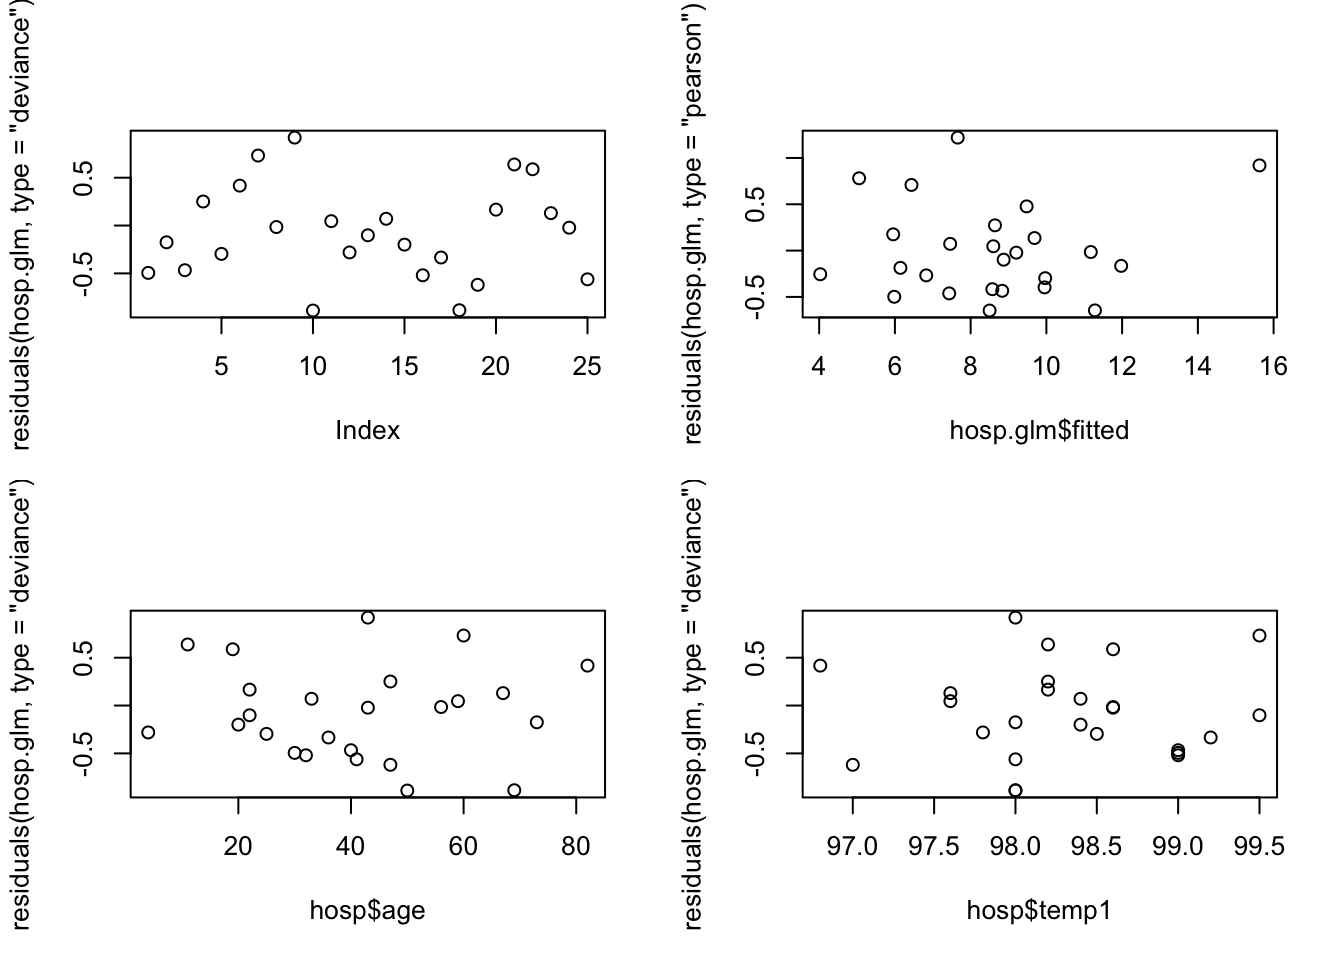 residuals(hosp.glm, type = "deviance")
0.5
-0.5
5 10 15 20 25
Index
residuals(hosp.glm, type = "pearson")
0.5
-0.5
4 6 8 10 12 14 16
hosp.glm$fitted
residuals(hosp.glm, type = "deviance")
0.5
-0.5
20 40 60 80
hosp$age
residuals(hosp.glm, type = "deviance")
0.5
-0.5
97.0 97.5 98.0 98.5 99.0 99.5
hosp$temp1